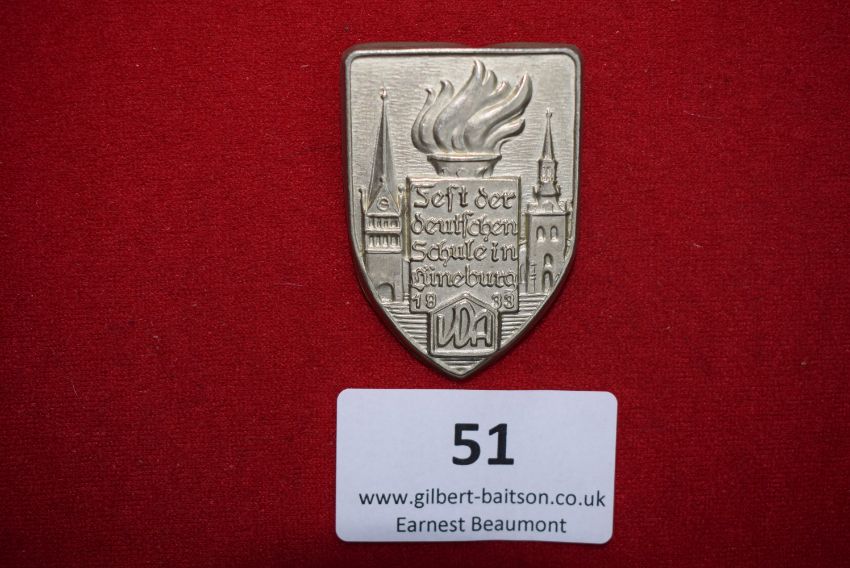 Fest der
deutschen
Schule in
Lüneburg
19 33
VDA
51
www.gilbert-baitson.co.uk
Earnest Beaumont